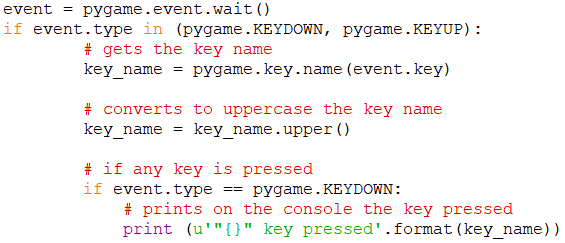 event = pygame.event.wait()
if event.type in (pygame.KEYDOWN, pygame.KEYUP):
        # gets the key name
        key_name = pygame.key.name(event.key)

        # converts to uppercase the key name
        key_name = key_name.upper()

        # if any key is pressed
        if event.type == pygame.KEYDOWN:
            # prints on the console the key pressed
            print (u'"{}" key pressed'.format(key_name))